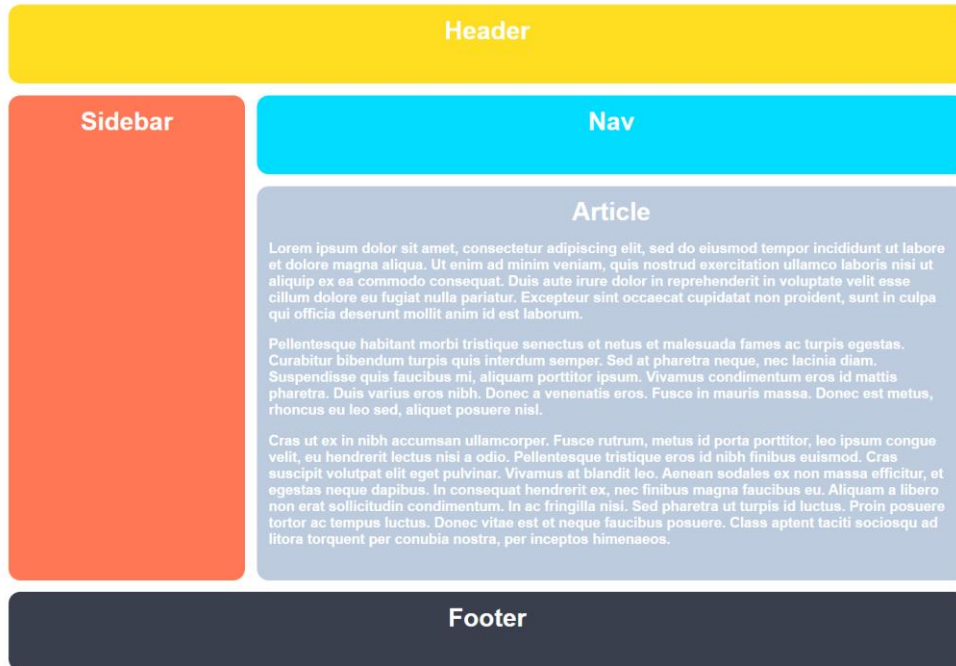 Header
Sidebar
Nav
Article
Lorem ipsum dolor sit amet, consectetur adipiscing elit, sed do eiusmod tempor incididunt ut labore
et dolore magna aliqua. Ut enim ad minim veniam, quis nostrud exercitation ullamco laboris nisi ut
aliquip ex ea commodo consequat. Duis aute irure dolor in reprehenderit in voluptate velit esse
cillum dolore eu fugiat nulla pariatur. Excepteur sint occaecat cupidatat non proident, sunt in culpa
qui officia deserunt mollit anim id est laborum.
Pellentesque habitant morbi tristique senectus et netus et malesuada fames ac turpis egestas.
Curabitur bibendum turpis quis interdum semper. Sed at pharetra neque, nec lacinia diam.
Suspendisse quis faucibus mi, aliquam porttitor ipsum. Vivamus condimentum eros id mattis
pharetra. Duis varius eros nibh. Donec a venenatis eros. Fusce in mauris massa. Donec est metus,
rhoncus eu leo sed, aliquet posuere nisl.
Cras ut ex in nibh accumsan ullamcorper. Fusce rutrum, metus id porta porttitor, leo ipsum congue
velit, eu hendrerit lectus nisi a odio. Pellentesque tristique eros id nibh finibus euismod. Cras
suscipit volutpat elit eget pulvinar. Vivamus at blandit leo. Aenean sodales ex non massa efficitur, et
egestas neque dapibus. In consequat hendrerit ex, nec finibus magna faucibus eu. Aliquam a libero
non erat sollicitudin condimentum. In ac fringilla nisi. Sed pharetra ut turpis id luctus. Proin posuere
tortor ac tempus luctus. Donec vitae est et neque faucibus posuere. Class aptent taciti sociosqu ad
litora torquent per conubia nostra, per inceptos himenaeos.
Footer